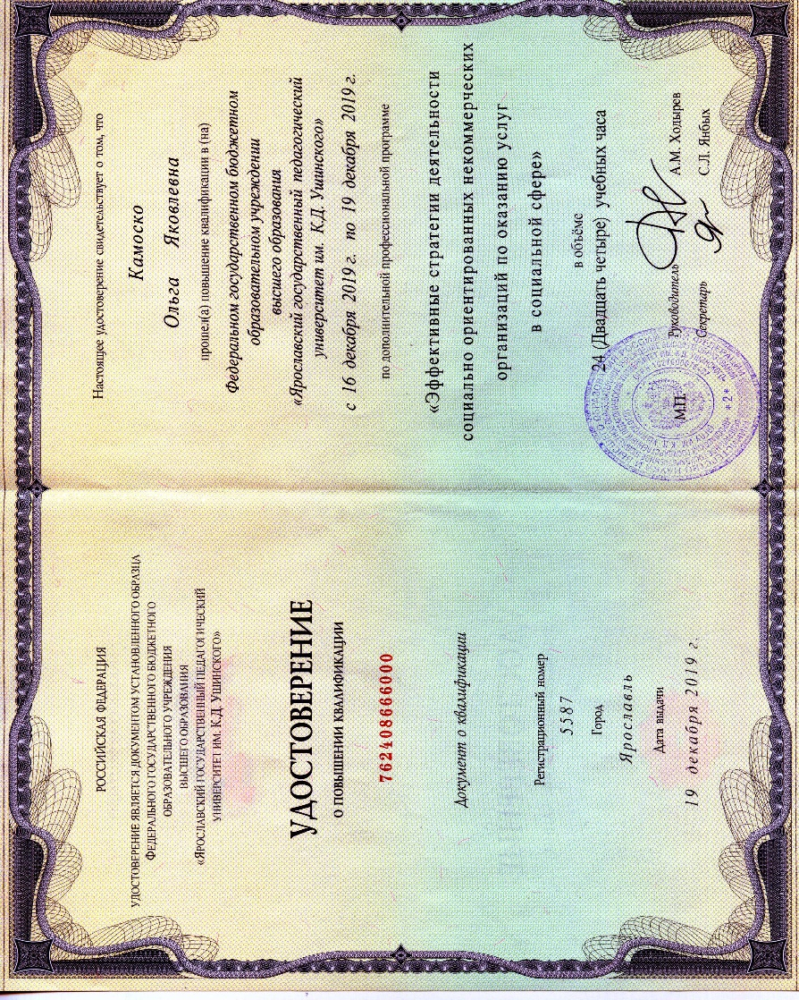 РОССИЙСКАЯ ФЕДЕРАЦИЯ
УДОСТОВЕРЕНИЕ ЯВЛЯЕТСЯ ДОКУМЕНТОМ УСТАНОВЛЕННОГО ОБРАЗЦА
ФЕДЕРАЛЬНОГО ГОСУДАРСТВЕННОГО БЮДЖЕТНОГО
ОБРАЗОВАТЕЛЬНОГО УЧРЕЖДЕНИЯ
ВЫСШЕГО ОБРАЗОВАНИЯ
«ЯРОСЛАВСКИЙ ГОСУДАРСТВЕННЫЙ ПЕДАГОГИЧЕСКИЙ
УНИВЕРСИТЕТ ИМ. К.Д. УШИНСКОГО»
УДОСТОВЕРЕНИЕ
О ПОВЫШЕНИИ КВАЛИФИКАЦИИ
762408666000
Документ о квалификации
Регистрационный номер
5587
Город
Ярославль
Дата выдачи
19 декабря 2019 г.
Настоящее удостоверение свидетельствует о том, что
Камоско
Ольга Яковлевна
прошел(а) повышение квалификации в (на)
Федеральном государственном бюджетном
образовательном учреждении
высшего образования
«Ярославский государственный педагогический
университет им. К.Д. Ушинского»
с 16 декабря 2019 г. по 19 декабря 2019 г.
по дополнительной профессиональной программе
«Эффективные стратегии деятельности
социально ориентированных некоммерческих
организаций по оказанию услуг
в социальной сфере»
в объёме
24 (Двадцать четыре) учебных часа
Руководитель А.М. Ходырев
М.П.
Секретарь С.Л. Янбых